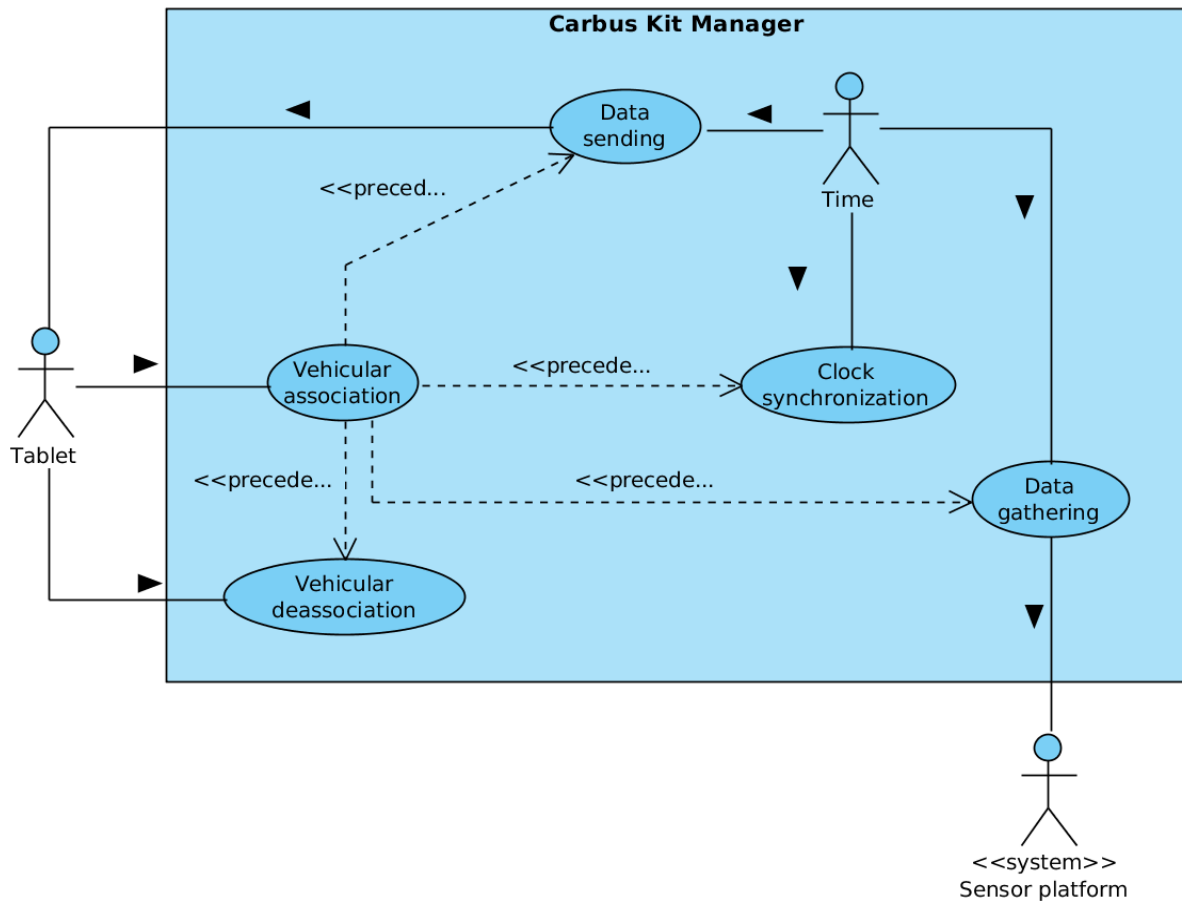 Carbus Kit Manager
Data
sending
<<preced...
Time
Vehicular
association
<<precede...
Clock
synchronization
Tablet
<<precede...
<<precede...
Data
gathering
Vehicular
deassociation
<<system>>
Sensor platform